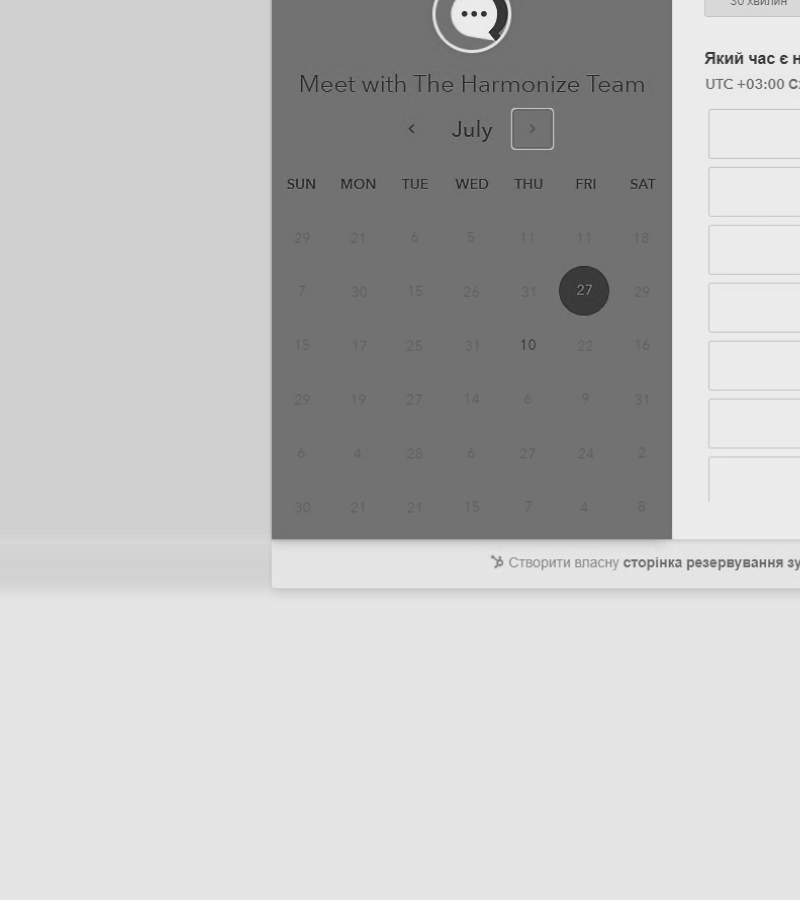 30 хвилин
Meet with The Harmonize Team
Який час є н
UTC +03:00
July
SUN MON TUE WED THU FRI SAT
29 21 6 5 11 11 18
7 30 15 26 31 27 29
15 17 25 31 10 22 16
29 19 27 14 6 9 31
6 4 28 6 27 24 2
30 21 21 15 7 4 8
Створити власну сторінка резервування зу